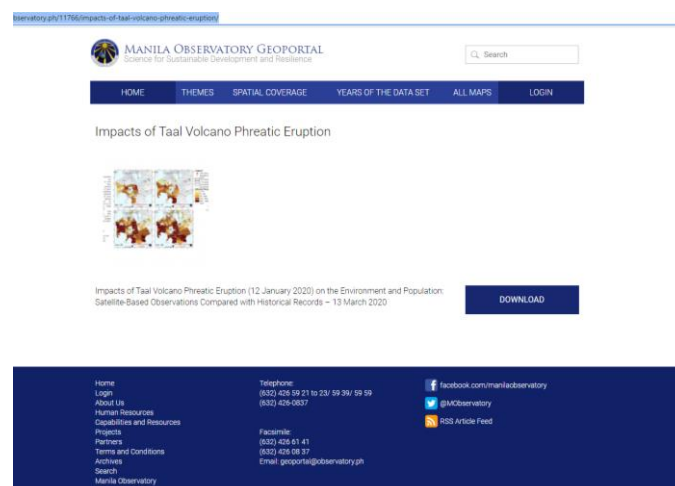 bservatory.ph/11766/impacts-of-taal-volcano-phreatic-eruption/
MANILA OBSERVATORY GEOPORTAL
Science for Sustainable Development and Resilience
Search
HOME THEMES SPATIAL COVERAGE YEARS OF THE DATA SET ALL MAPS LOGIN
Impacts of Taal Volcano Phreatic Eruption
Impacts of Taal Volcano Phreatic Eruption (12 January 2020) on the Environment and Population:
Satellite-Based Observations Compared with Historical Records – 13 March 2020
DOWNLOAD
Home
Login
About Us
Human Resources
Capabilities and Resources
Projects
Partners
Terms and Conditions
Archives
Search
Manila Observatory
Telephone:
(632) 426 59 21 to 23/ 59 39/ 59 59
(632) 426-0837
Facsimile:
(632) 426 61 41
(632) 426 08 37
Email: geoportal@observatory.ph
facebook.com/manilaobservatory
@MObservatory
RSS Article Feed